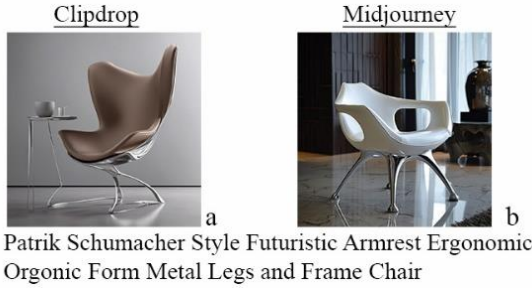 Clipdrop Midjourney
a b
Patrik Schumacher Style Futuristic Armrest Ergonomic
Orgonic Form Metal Legs and Frame Chair